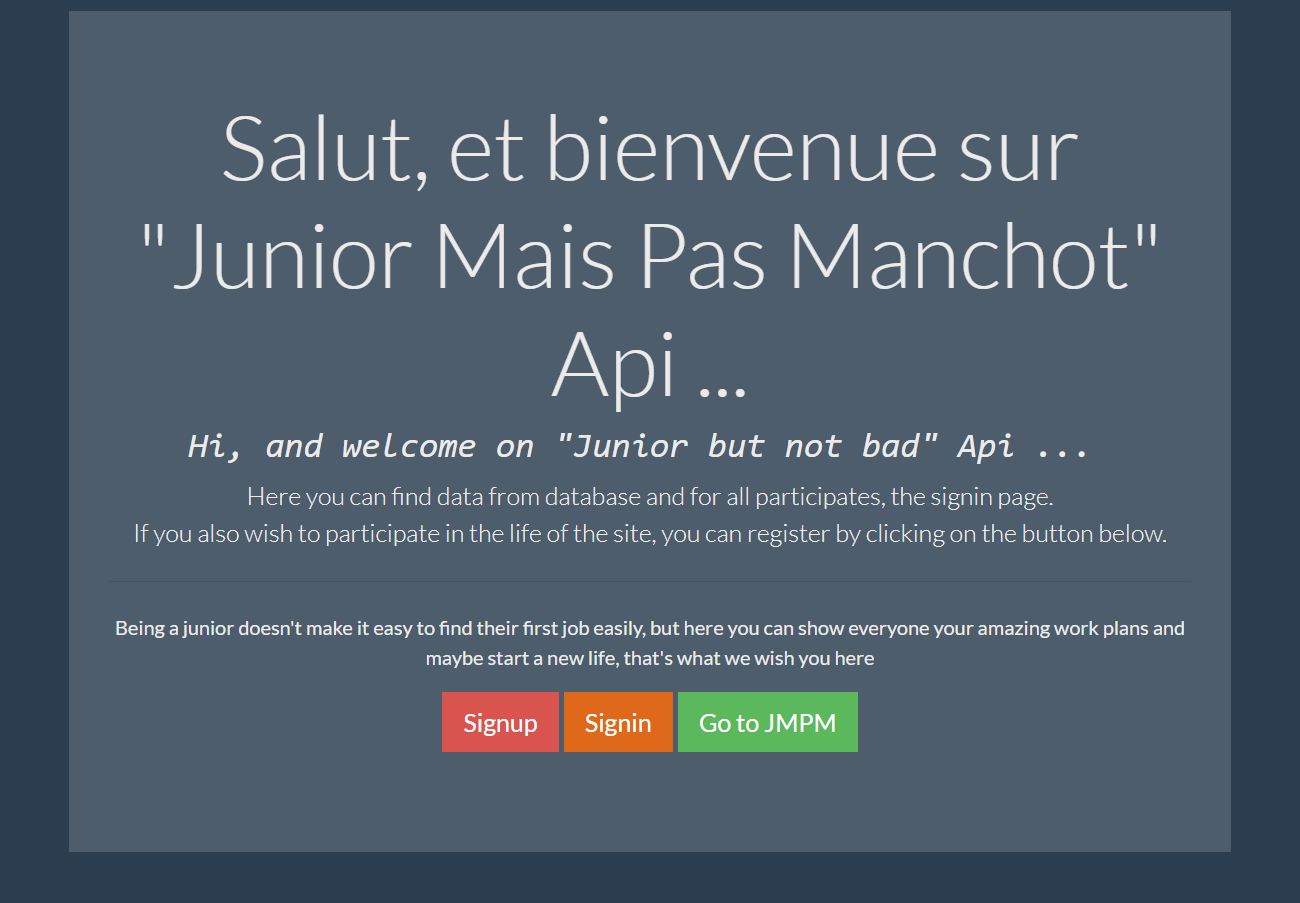 Salut, et bienvenue sur
"Junior Mais Pas Manchot"
Api ...
Hi, and welcome on "Junior but not bad" Api ...
Here you can find data from database and for all participates, the signin page.
If you also wish to participate in the life of the site, you can register by clicking on the button below.
Being a junior doesn't make it easy to find their first job easily, but here you can show everyone your amazing work plans and
maybe start a new life, that's what we wish you here
Signup Signin Go to JMPM